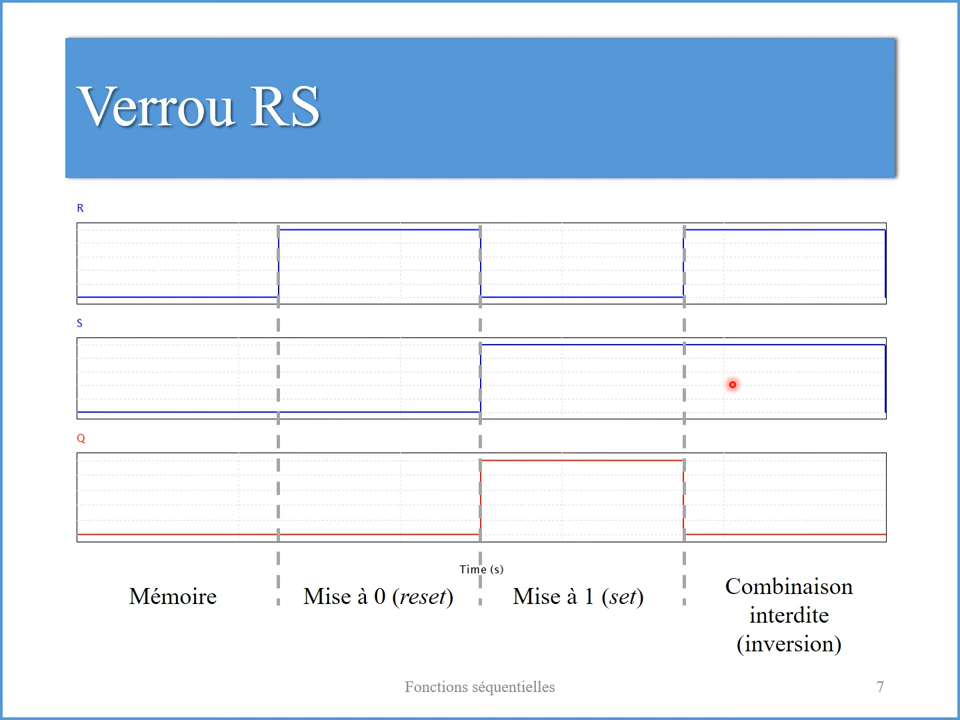 Verrou RS
R
S
Q
Time (s)
Mémoire
Mise à 0 (reset)
Mise à 1 (set)
Combinaison
interdite
(inversion)
Fonctions séquentielles
7